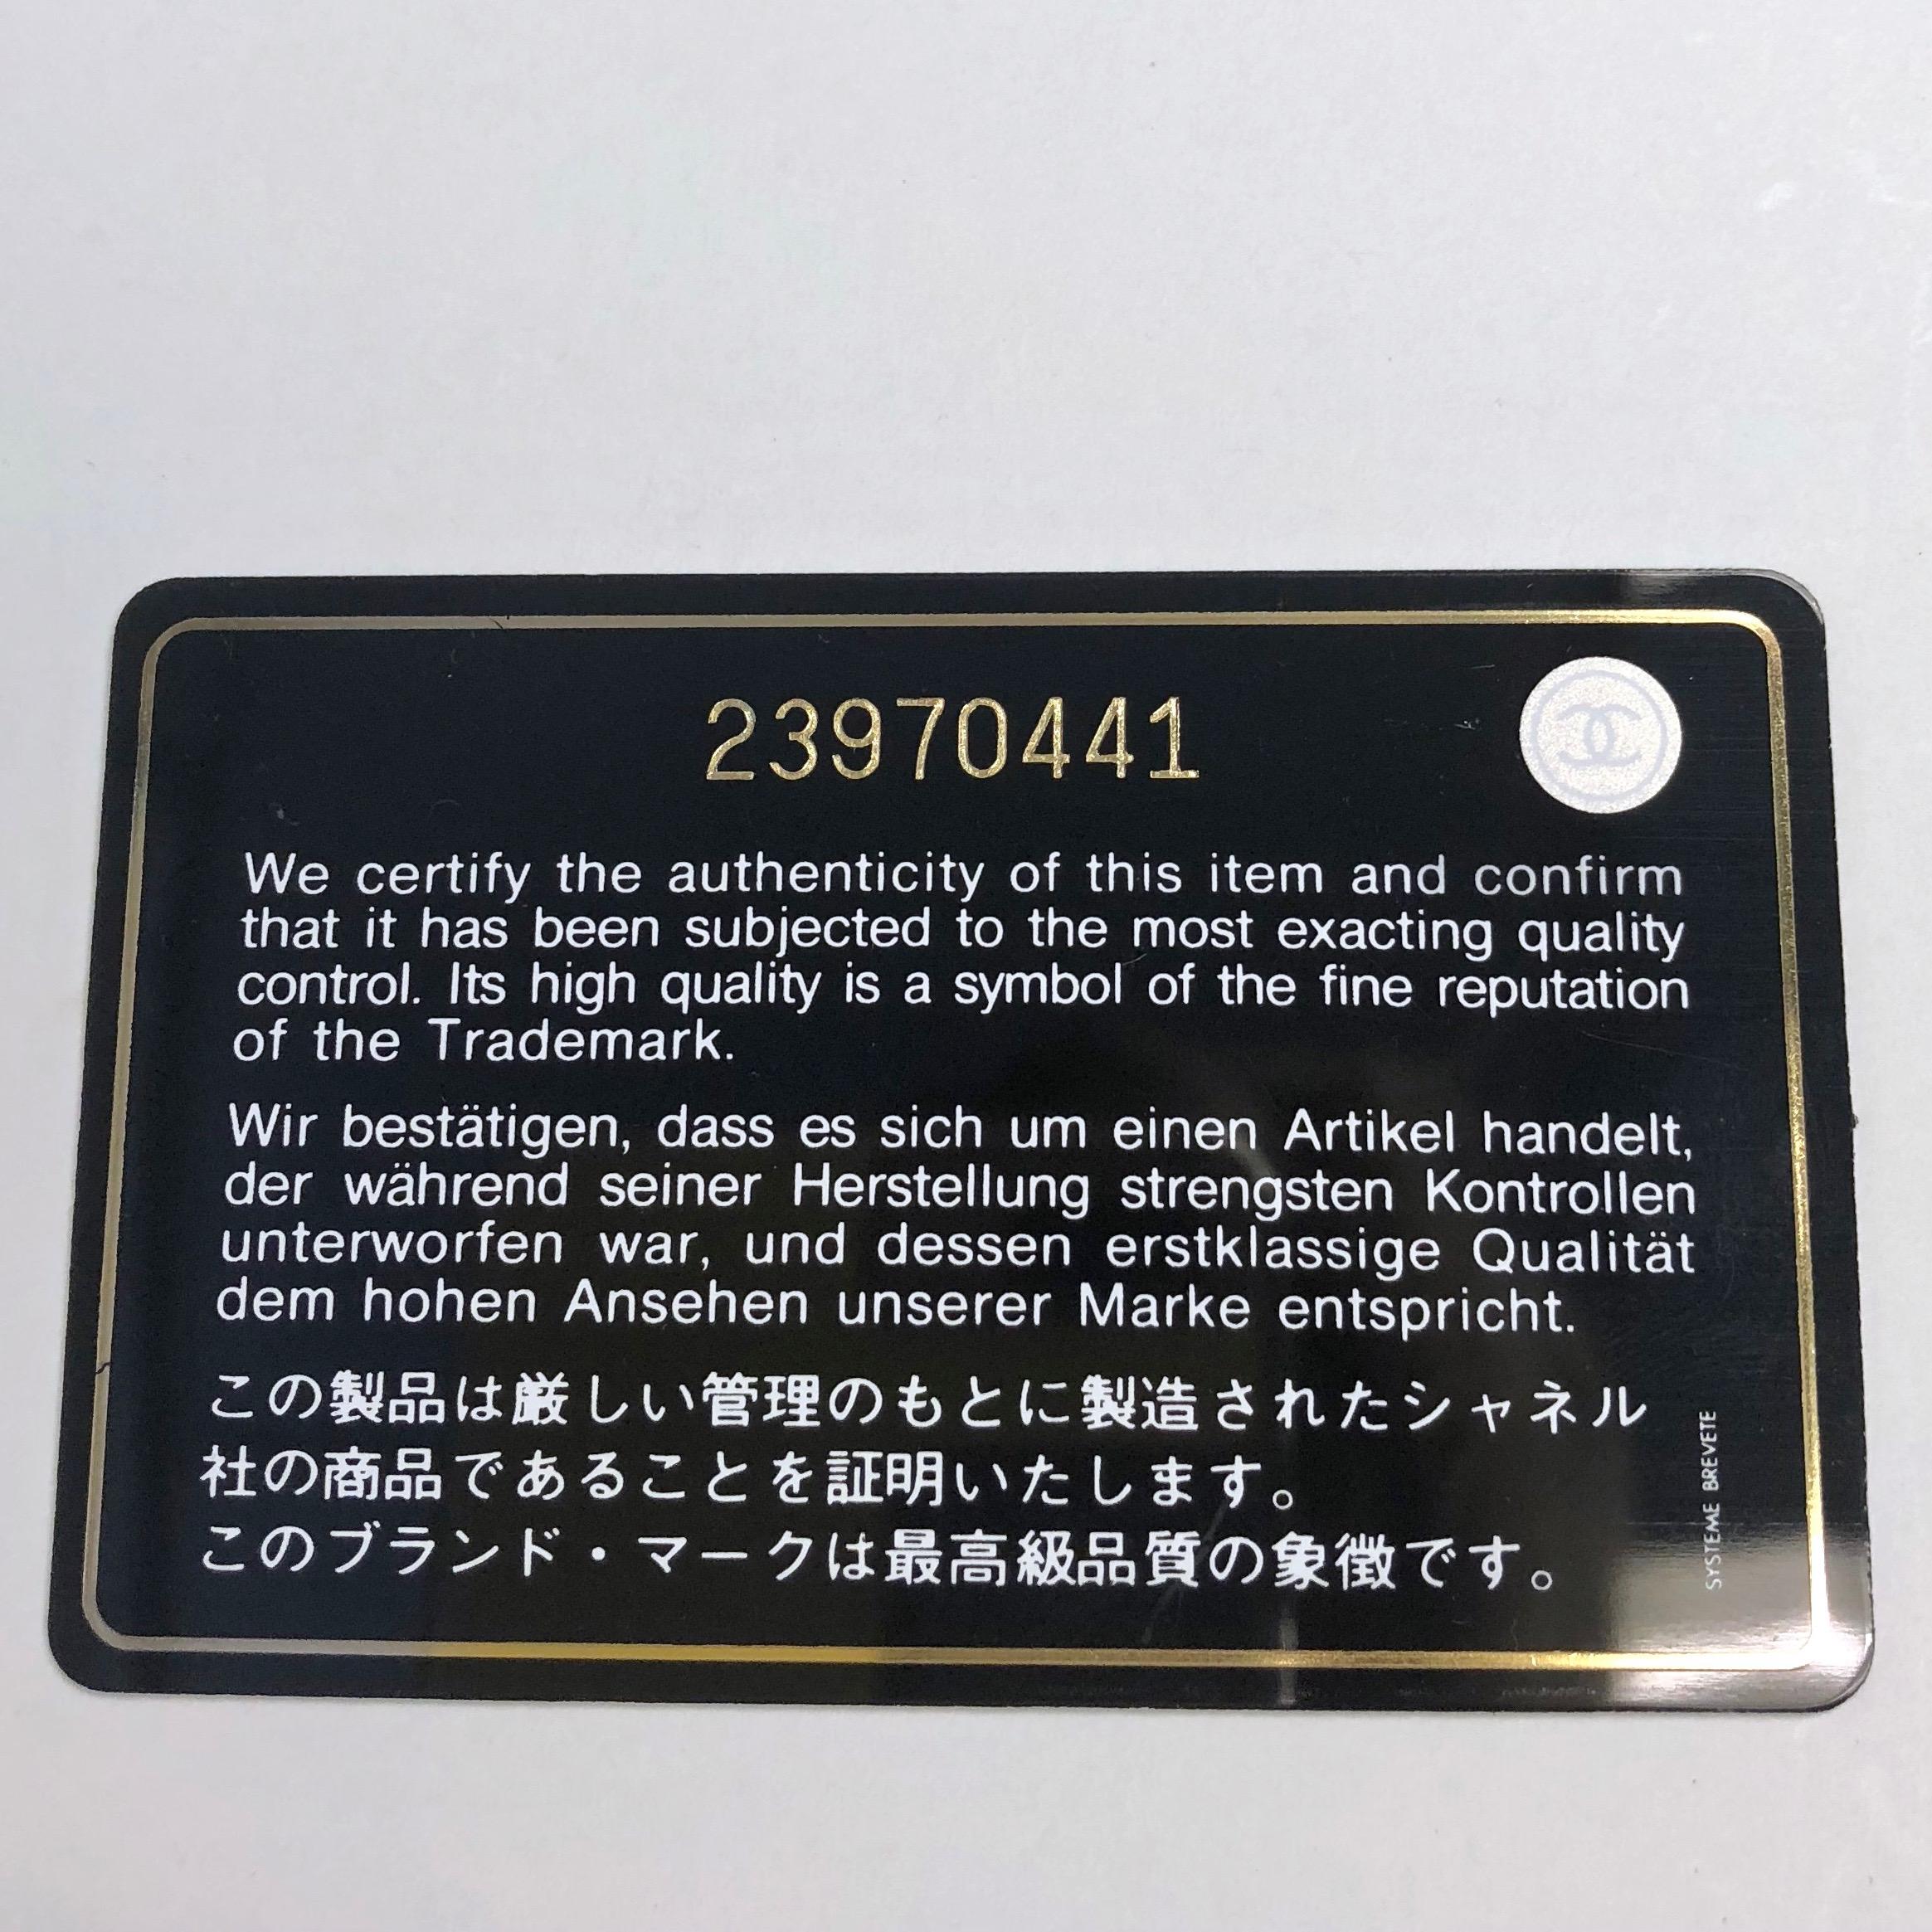 23970441
We certify the authenticity of this item and confirm
that it has been subjected to the most exacting quality
control. Its high quality is a symbol of the fine reputation
of the Trademark.
Wir bestätigen, dass es sich um einen Artikel handelt,
der während seiner Herstellung strengsten Kontrollen
unterworfen war, und dessen erstklassige Qualität
dem hohen Ansehen unserer Marke entspricht.
この製品は厳しい管理のもとに製造されたシャネル
社の商品であることを証明いたします。
このブランド・マークは最高級品質の象徴です。
SYSTEME BREVETE